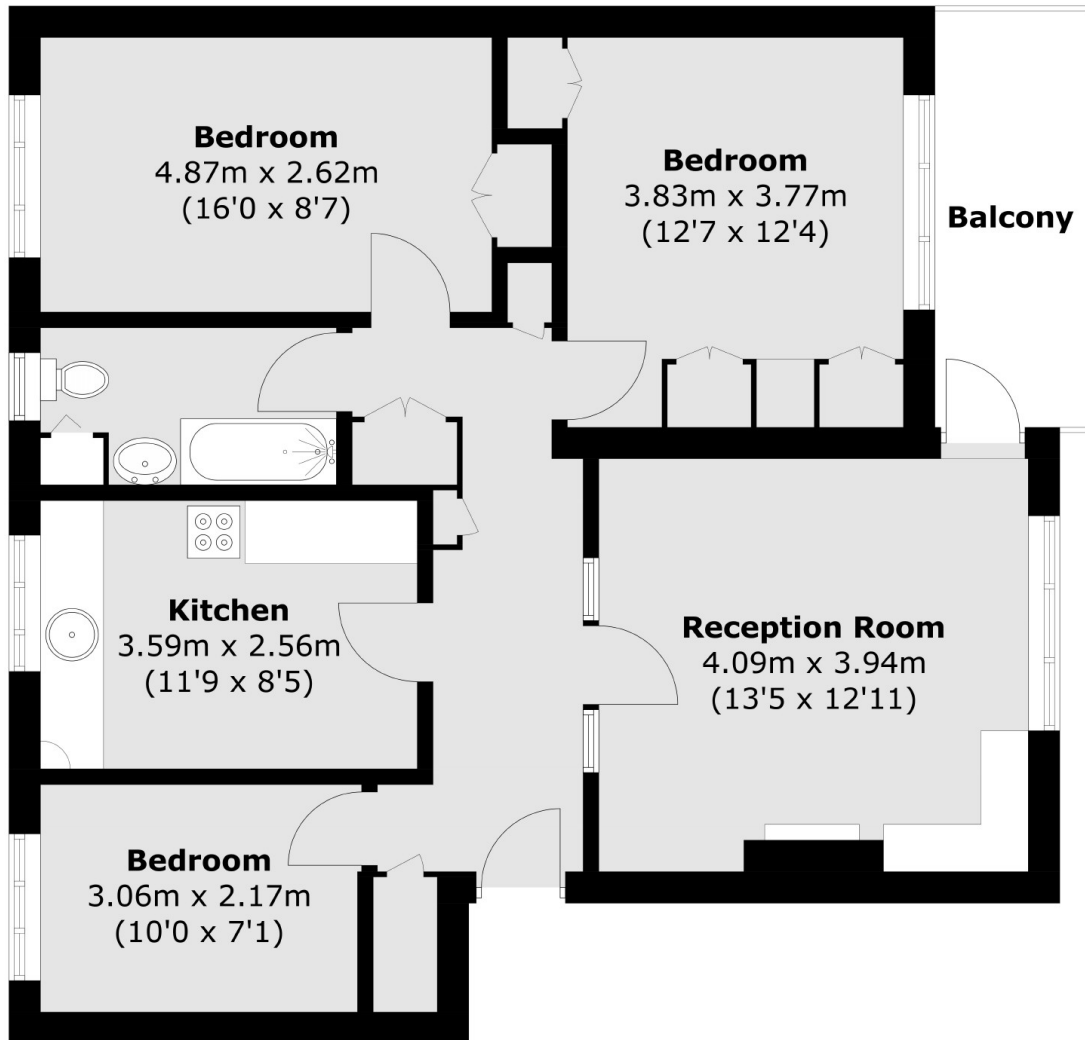 Bedroom
4.87m x 2.62m
(16'0 x 8'7)
Bedroom
3.83m x 3.77m
(12'7 x 12'4)
Balcony
Kitchen
3.59m x 2.56m
(11'9 x 8'5)
Reception Room
4.09m x 3.94m
(13'5 x 12'11)
Bedroom
3.06m x 2.17m
(10'0 x 7'1)